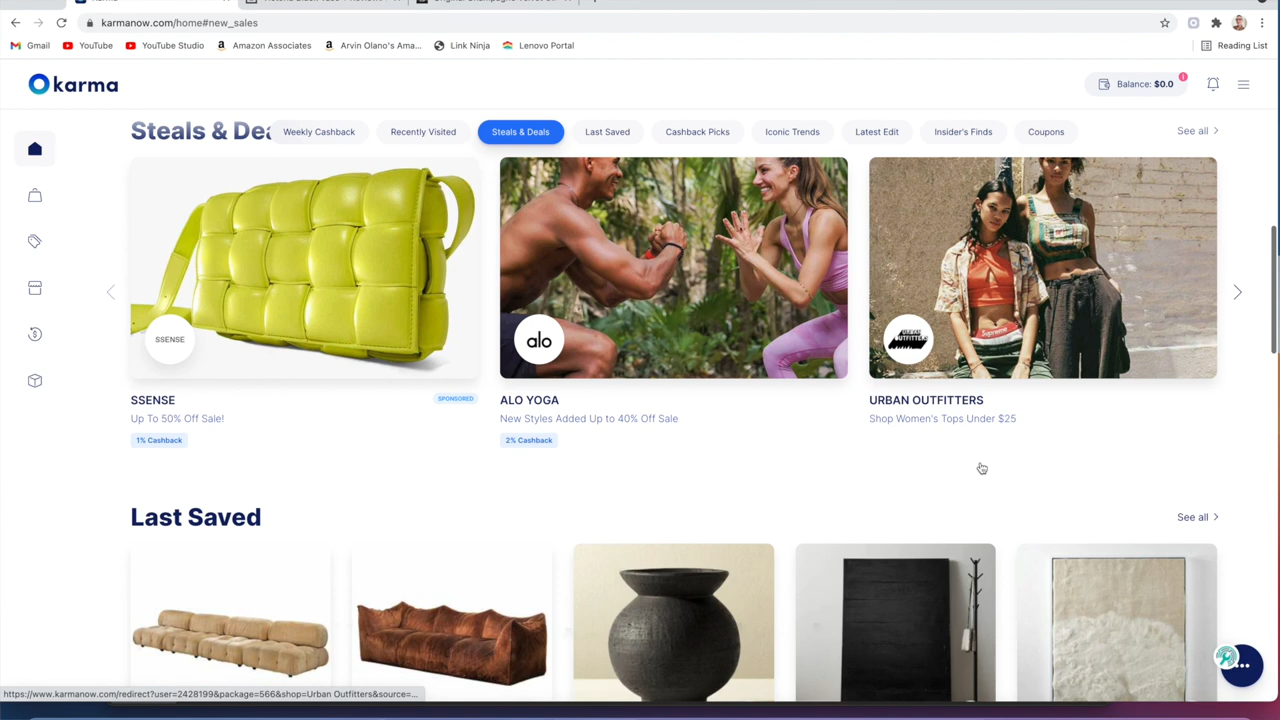 karmanow.com/home#new_sales
Gmail YouTube YouTube Studio Amazon Associates Arvin Olano's Ama... Link Ninja Lenovo Portal Reading List
karma
Balance: $0.0
Steals & Dea
Weekly Cashback Recently Visited Steals & Deals Last Saved Cashback Picks Iconic Trends Latest Edit Insider's Finds Coupons
See all
SSENSE
alo
URBAN OUTFITTERS
Supreme
SSENSE
SPONSORED
Up To 50% Off Sale!
1% Cashback
ALO YOGA
New Styles Added Up to 40% Off Sale
2% Cashback
URBAN OUTFITTERS
Shop Women's Tops Under $25
Last Saved
See all
https://www.karmanow.com/redirect?user=2428199&package=566&shop=Urban Outfitters&source=...